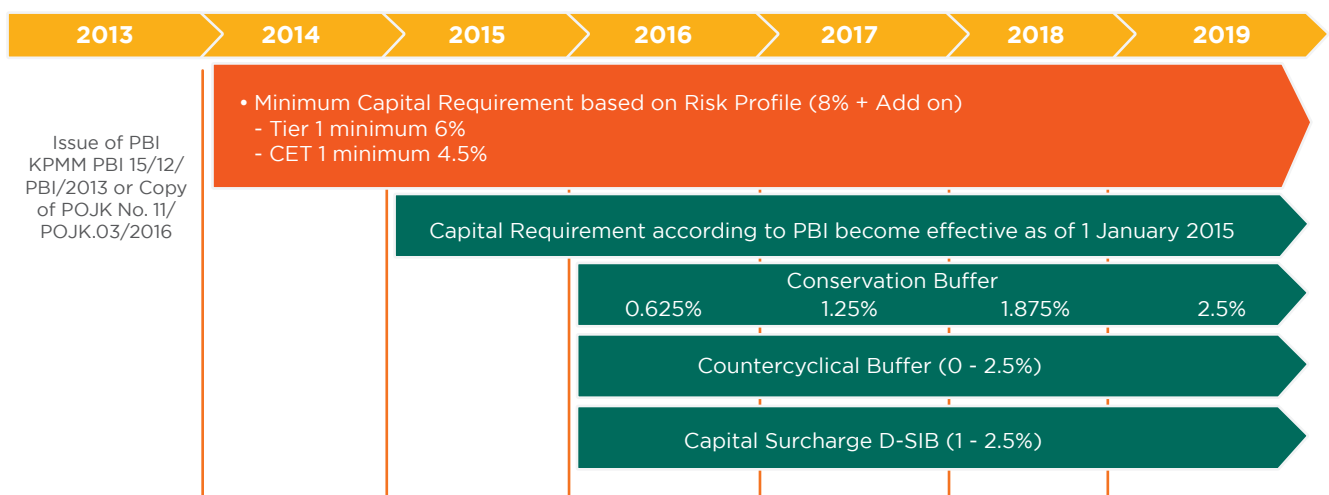 2013 2014 2015 2016 2017 2018 2019
Issue of PBI
KPMM PBI 15/12/
PBI/2013 or Copy
of POJK No. 11/
POJK.03/2016
• Minimum Capital Requirement based on Risk Profile (8% + Add on)
- Tier 1 minimum 6%
- CET 1 minimum 4.5%
Capital Requirement according to PBI become effective as of 1 January 2015
Conservation Buffer
0.625% 1.25% 1.875% 2.5%
Countercyclical Buffer (0 - 2.5%)
Capital Surcharge D-SIB (1 - 2.5%)